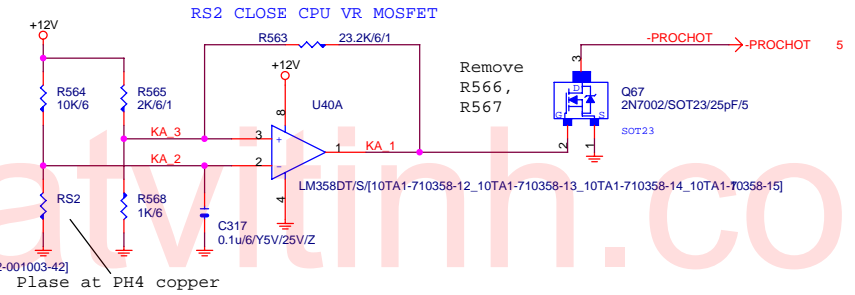 RS2 CLOSE CPU VR MOSFET
+12V
R563
23.2K/6/1
-PROCHOT
-PROCHOT 5
+12V
Remove
R566,
R567
3
R564
10K/6
R565
2K/6/1
U40A
8
D
G
S
Q67
2N7002/SOT23/25pF/5
SOT23
KA_3
3
+
1
KA_1
2
1
KA_2
2
-
4
LM358DT/S/[10TA1-710358-12_10TA1-710358-13_10TA1-710358-14_10TA1-710358-15]
RS2
R568
1K/6
C317
0.1u/6/Y5V/25V/Z
2-001003-42]
Plase at PH4 copper
atvitinh.co